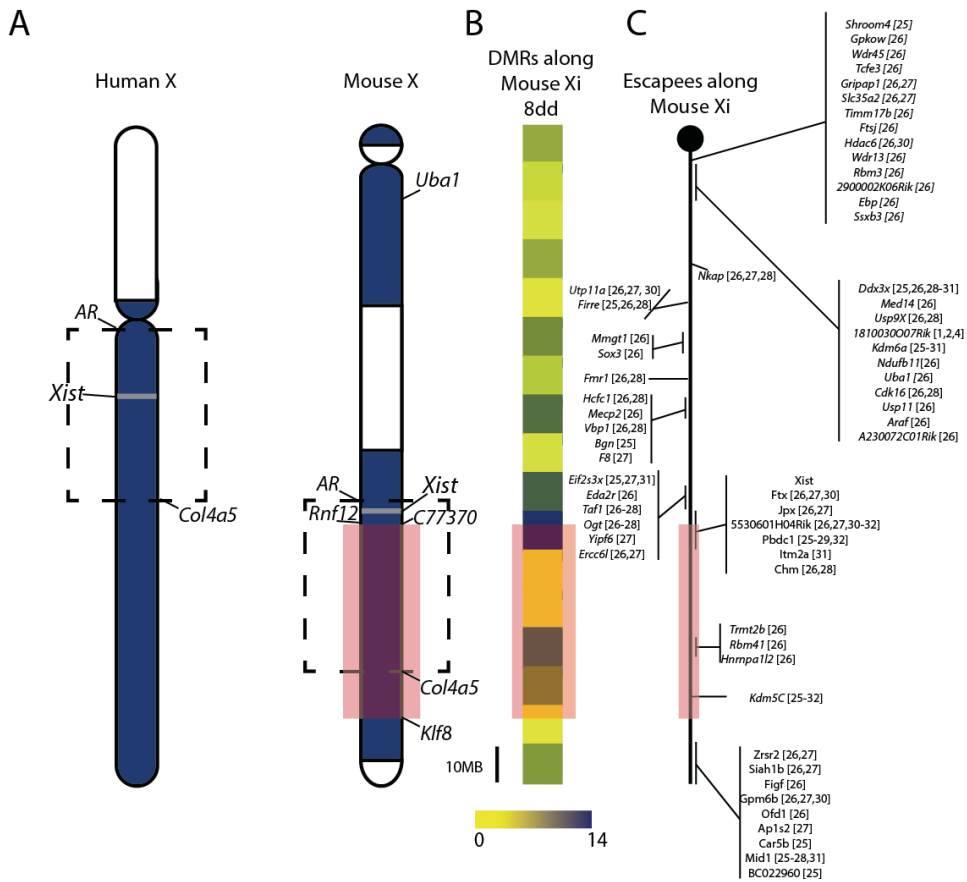 A
Human X
Mouse X
AR
Xist
Col4a5
Uba1
AR
Xist
Rnf12
C77370
Col4a5
Klf8
B
DMRs along
Mouse Xi
8dd
10MB
0
14
C
Escapees along
Mouse Xi
Shroom4 [25]
Gpkow [26]
Wdr45 [26]
Tcfe3 [26]
Gripap1 [26,27]
Slc35a2 [26,27]
Timm17b [26]
Ftsj [26]
Hdac6 [26,30]
Wdr13 [26]
Rbm3 [26]
2900002K06Rik [26]
Ebp [26]
Ssxb3 [26]
Nkap [26,27,28]
Utp11a [26,27, 30]
Firre [25,26,28]
Mmgt1 [26]
Sox3 [26]
Fmr1 [26,28]
Hcfc1 [26,28]
Mecp2 [26]
Vbp1 [26,28]
Bgn [25]
F8 [27]
Ddx3x [25,26,28-31]
Med14 [26]
Usp9X [26,28]
1810030O07Rik [1,2,4]
Kdm6a [25-31]
Ndufb11[26]
Uba1 [26]
Cdk16 [26,28]
Usp11 [26]
Araf [26]
A230072C01Rik [26]
Eif2s3x [25,27,31]
Eda2r [26]
Taf1 [26-28]
Ogt [26-28]
Yipf6 [27]
Ercc6l [26,27]
Xist
Ftx [26,27,30]
Jpx [26,27]
5530601H04Rik [26,27,30-32]
Pbdc1 [25-29,32]
Itm2a [31]
Chm [26,28]
Trmt2b [26]
Rbm41 [26]
Hnrnpa1l2 [26]
Kdm5C [25-32]
Zrsr2 [26,27]
Siah1b [26,27]
Figf [26]
Gpm6b [26,27,30]
Ofd1 [26]
Ap1s2 [27]
Car5b [25]
Mid1 [25-28,31]
BC022960 [25]